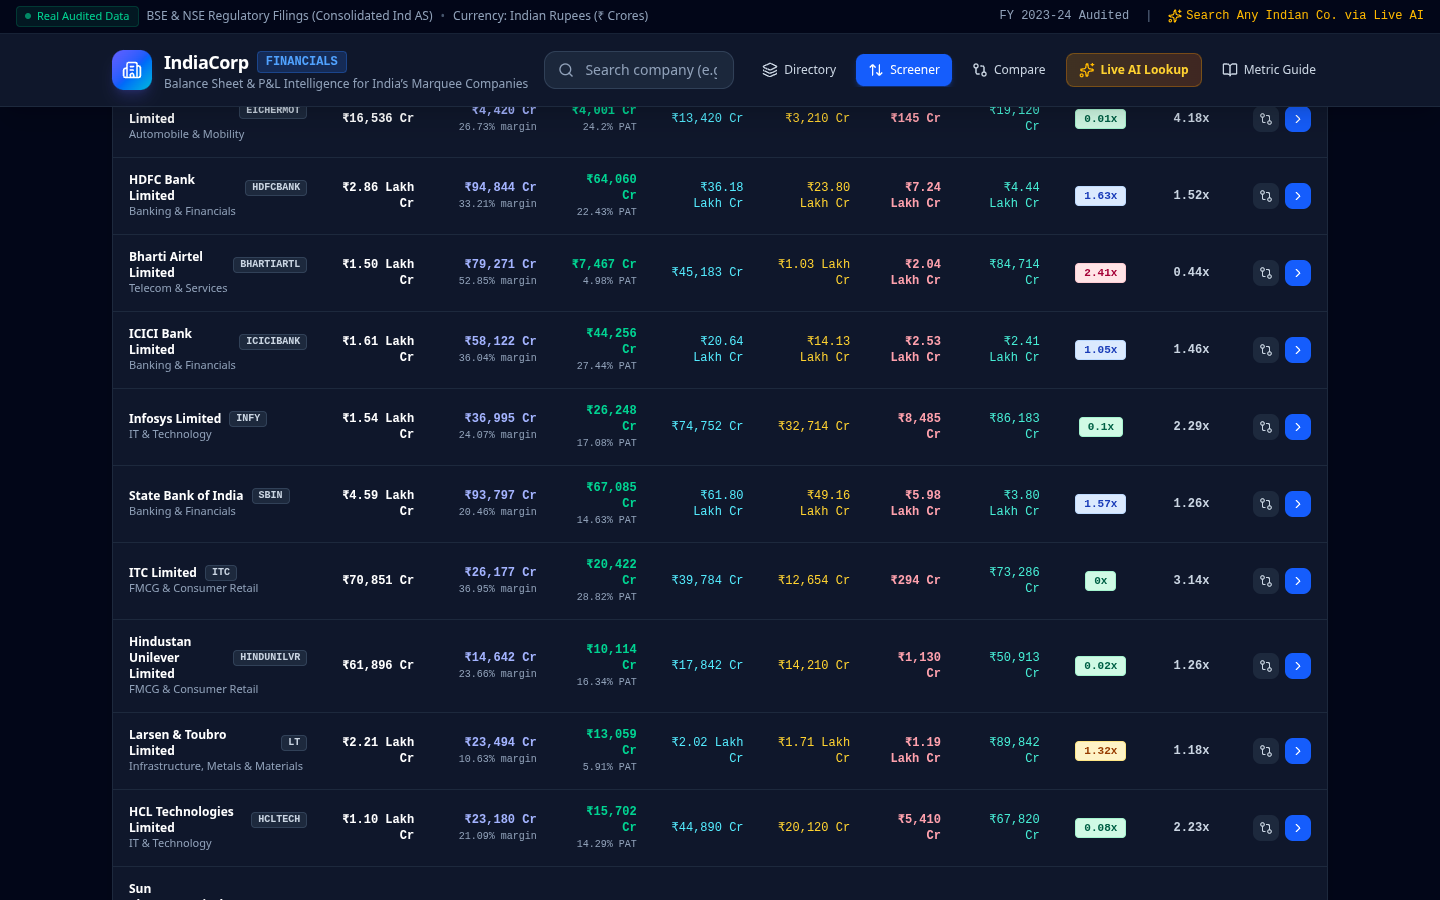 Real Audited Data BSE & NSE Regulatory Filings (Consolidated Ind AS) • Currency: Indian Rupees (₹ Crores) FY 2023-24 Audited | Search Any Indian Co. via Live AI
IndiaCorp FINANCIALS
Balance Sheet & P&L Intelligence for India's Marquee Companies
Search company (e.g Directory Screener Compare Live AI Lookup Metric Guide
Limited EICHERMOT
Automobile & Mobility
₹16,536 Cr
₹4,420 Cr
26.73% margin
₹4,001 Cr
24.2% PAT
₹13,420 Cr
₹3,210 Cr
₹145 Cr
₹19,120
Cr
0.01x
4.18x
HDFC Bank
Limited
HDFCBANK
Banking & Financials
₹2.86 Lakh
Cr
₹94,844 Cr
33.21% margin
₹64,060
Cr
22.43% PAT
₹36.18
Lakh Cr
₹23.80
Lakh Cr
₹7.24
Lakh Cr
₹4.44
Lakh Cr
1.63x
1.52x
Bharti Airtel
Limited
BHARTIARTL
Telecom & Services
₹1.50 Lakh
Cr
₹79,271 Cr
52.85% margin
₹7,467 Cr
4.98% PAT
₹45,183 Cr
₹1.03 Lakh
Cr
₹2.04
Lakh Cr
₹84,714
Cr
2.41x
0.44x
ICICI Bank
Limited
ICICIBANK
Banking & Financials
₹1.61 Lakh
Cr
₹58,122 Cr
36.04% margin
₹44,256
Cr
27.44% PAT
₹20.64
Lakh Cr
₹14.13
Lakh Cr
₹2.53
Lakh Cr
₹2.41
Lakh Cr
1.05x
1.46x
Infosys Limited INFY
IT & Technology
₹1.54 Lakh
Cr
₹36,995 Cr
24.07% margin
₹26,248
Cr
17.08% PAT
₹74,752 Cr
₹32,714 Cr
₹8,485
Cr
₹86,183
Cr
0.1x
2.29x
State Bank of India SBIN
Banking & Financials
₹4.59 Lakh
Cr
₹93,797 Cr
20.46% margin
₹67,085
Cr
14.63% PAT
₹61.80
Lakh Cr
₹49.16
Lakh Cr
₹5.98
Lakh Cr
₹3.80
Lakh Cr
1.57x
1.26x
ITC Limited ITC
FMCG & Consumer Retail
₹70,851 Cr
₹26,177 Cr
36.95% margin
₹20,422
Cr
28.82% PAT
₹39,784 Cr
₹12,654 Cr
₹294 Cr
₹73,286
Cr
0x
3.14x
Hindustan
Unilever
Limited
HINDUNILVR
FMCG & Consumer Retail
₹61,896 Cr
₹14,642 Cr
23.66% margin
₹10,114
Cr
16.34% PAT
₹17,842 Cr
₹14,210 Cr
₹1,130
Cr
₹50,913
Cr
0.02x
1.26x
Larsen & Toubro
Limited
LT
Infrastructure, Metals & Materials
₹2.21 Lakh
Cr
₹23,494 Cr
10.63% margin
₹13,059
Cr
5.91% PAT
₹2.02 Lakh
Cr
₹1.71 Lakh
Cr
₹1.19
Lakh Cr
₹89,842
Cr
1.32x
1.18x
HCL Technologies
Limited
HCLTECH
IT & Technology
₹1.10 Lakh
Cr
₹23,180 Cr
21.09% margin
₹15,702
Cr
14.29% PAT
₹44,890 Cr
₹20,120 Cr
₹5,410
Cr
₹67,820
Cr
0.08x
2.23x
Sun